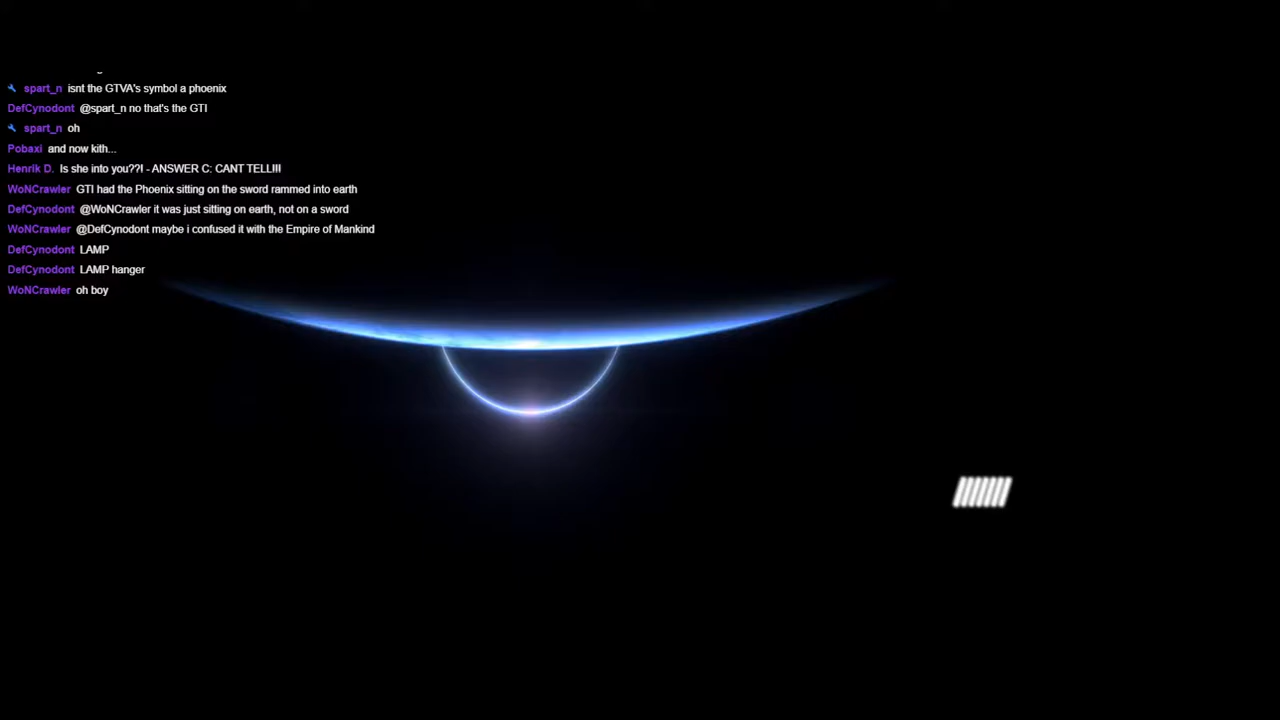 spart_n isnt the GTVA's symbol a phoenix
DefCynodont @spart_n no that's the GTI
spart_n oh
Pobaxi and now kith...
Henrik D. Is she into you??! - ANSWER C: CANT TELL!!!
WoNCrawler GTI had the Phoenix sitting on the sword rammed into earth
DefCynodont @WoNCrawler it was just sitting on earth, not on a sword
WoNCrawler @DefCynodont maybe i confused it with the Empire of Mankind
DefCynodont LAMP
DefCynodont LAMP hanger
WoNCrawler oh boy